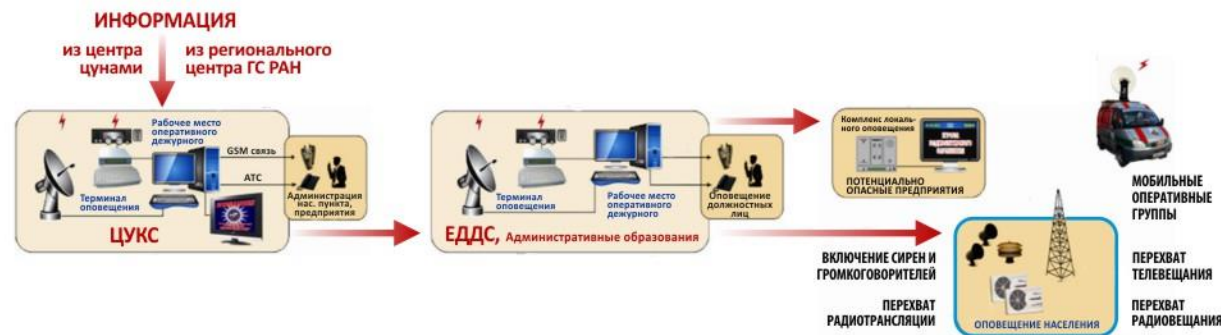 ИНФОРМАЦИЯ
из центра
цунами
из регионального
центра ГС РАН
Рабочее место
оперативного
дежурного
GSM связь
АТС
Терминал
оповещения
Администрация
нас. пункта,
предприятия
ЦУКС
Терминал
оповещения
Рабочее место
оперативного
дежурного
Оповещение
должностных
лиц
ЕДДС, Административные образования
Комплекс локаль-
ного оповещения
ПОТЕНЦИАЛЬНО
ОПАСНЫЕ ПРЕДПРИЯТИЯ
МОБИЛЬНЫЕ
ОПЕРАТИВНЫЕ
ГРУППЫ
ВКЛЮЧЕНИЕ СИРЕН И
ГРОМКОГОВОРИТЕЛЕЙ
ПЕРЕХВАТ
РАДИОТРАНСЛЯЦИИ
ОПОВЕЩЕНИЕ НАСЕЛЕНИЯ
ПЕРЕХВАТ
ТЕЛЕВЕЩАНИЯ
ПЕРЕХВАТ
РАДИОВЕЩАНИЯ